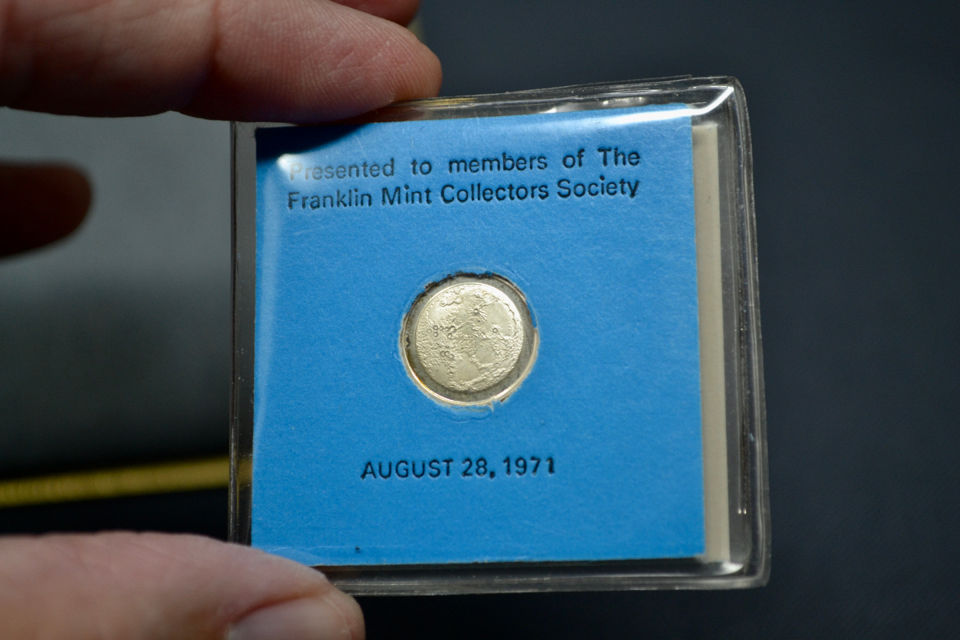 Presented to members of The
Franklin Mint Collectors Society
AUGUST 28, 1971